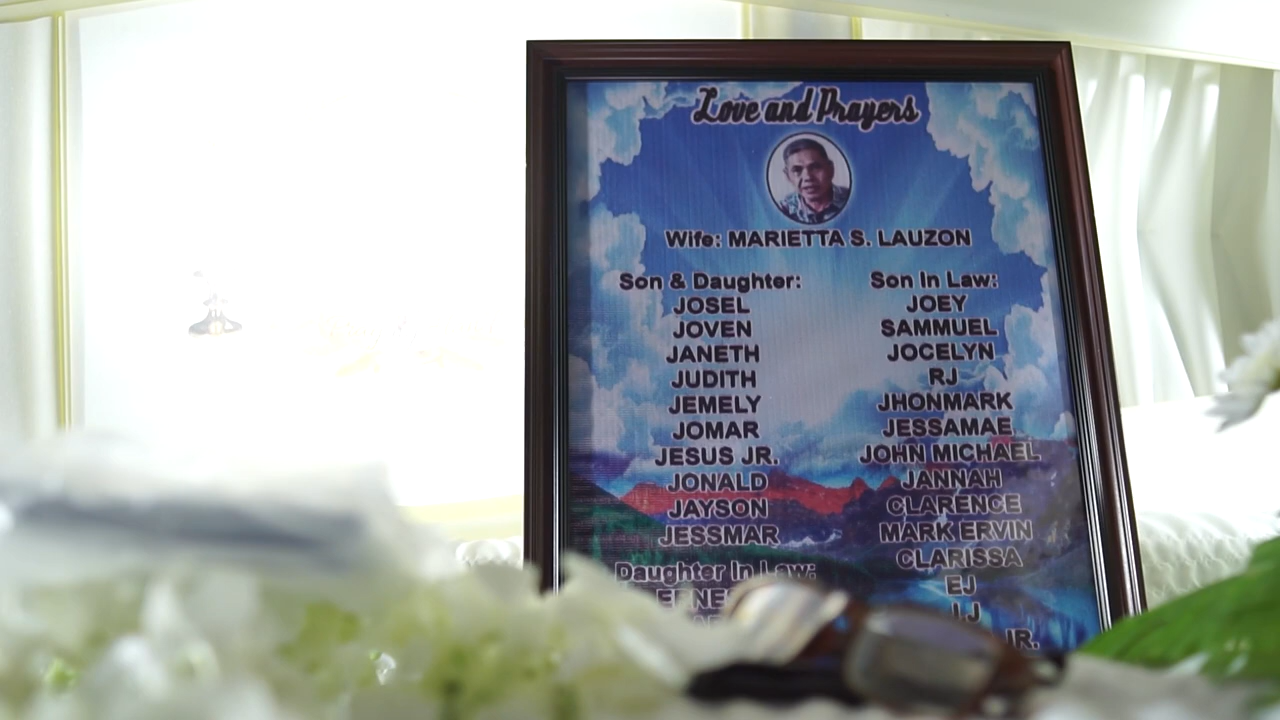 Love and Prayers
Wife: MARIETTA S. LAUZON
Son & Daughter:
JOSEL
JOVEN
JANETH
JUDITH
JEMELY
JOMAR
JESUS JR.
JONALD
JAYSON
JESSMAR
Daughter In Law:
Son In Law:
JOEY
SAMMUEL
JOCELYN
RJ
JHONMARK
JESSAMAE
JOHN MICHAEL
JANNAH
CLARENCE
MARK ERVIN
CLARISSA
EJ
JR.